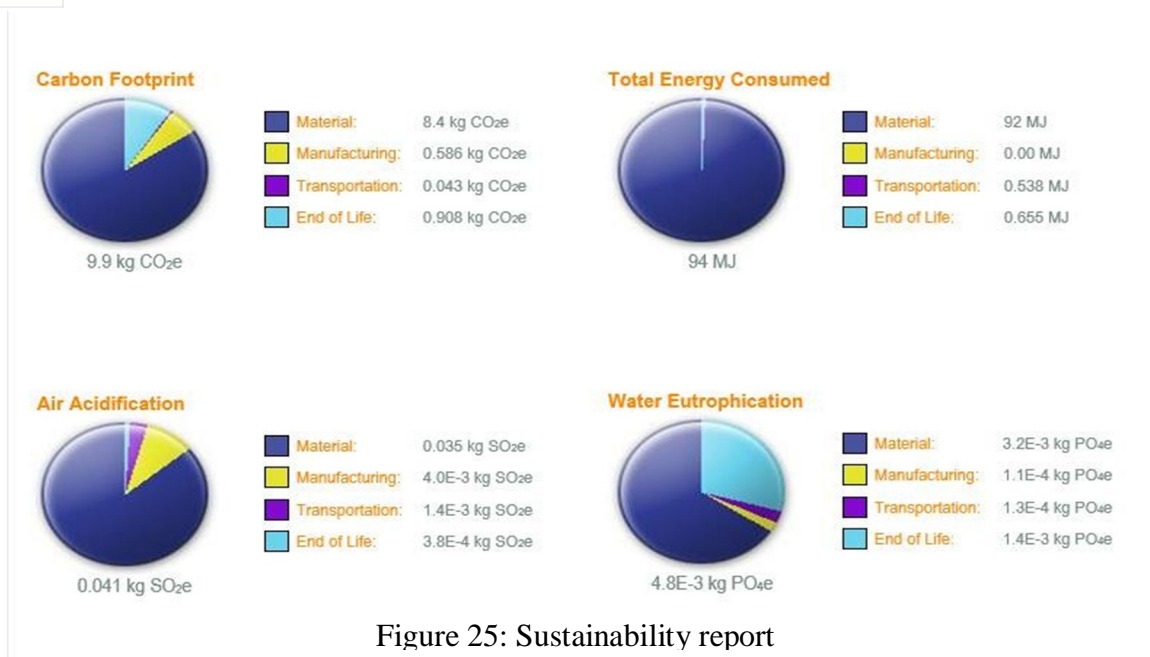 Carbon Footprint
Material: 8.4 kg CO₂e
Manufacturing: 0.586 kg CO₂e
Transportation: 0.043 kg CO₂e
End of Life: 0.908 kg CO₂e
9.9 kg CO₂e
Total Energy Consumed
Material: 92 MJ
Manufacturing: 0.00 MJ
Transportation: 0.538 MJ
End of Life: 0.655 MJ
94 MJ
Air Acidification
Material: 0.035 kg SO₂e
Manufacturing: 4.0E-3 kg SO₂e
Transportation: 1.4E-3 kg SO₂e
End of Life: 3.8E-4 kg SO₂e
0.041 kg SO₂e
Water Eutrophication
Material: 3.2E-3 kg PO₄e
Manufacturing: 1.1E-4 kg PO₄e
Transportation: 1.3E-4 kg PO₄e
End of Life: 1.4E-3 kg PO₄e
4.8E-3 kg PO₄e
Figure 25: Sustainability report